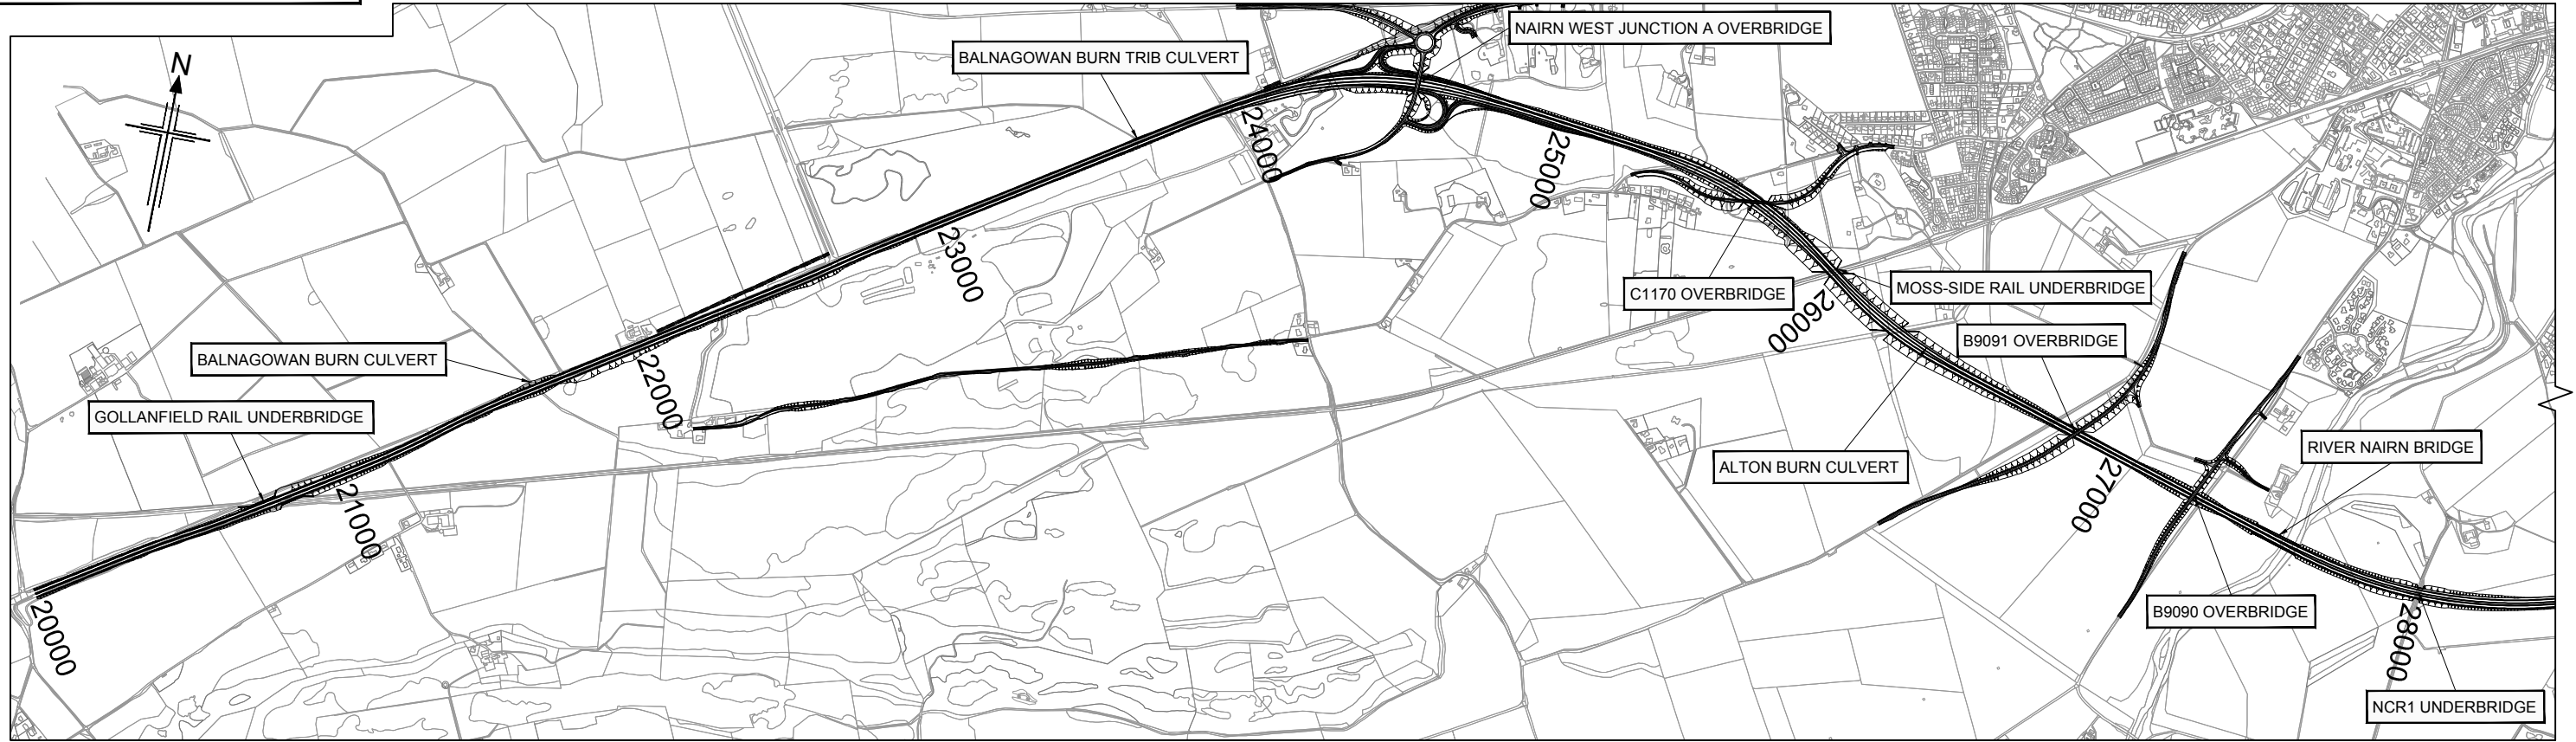 N
NAIRN WEST JUNCTION A OVERBRIDGE
BALNAGOWAN BURN TRIB CULVERT
24000
25000
23000
C1170 OVERBRIDGE
MOSS-SIDE RAIL UNDERBRIDGE
26000
B9091 OVERBRIDGE
BALNAGOWAN BURN CULVERT
22000
GOLLANFIELD RAIL UNDERBRIDGE
ALTON BURN CULVERT
RIVER NAIRN BRIDGE
27000
21000
20000
B9090 OVERBRIDGE
28000
NCR1 UNDERBRIDGE